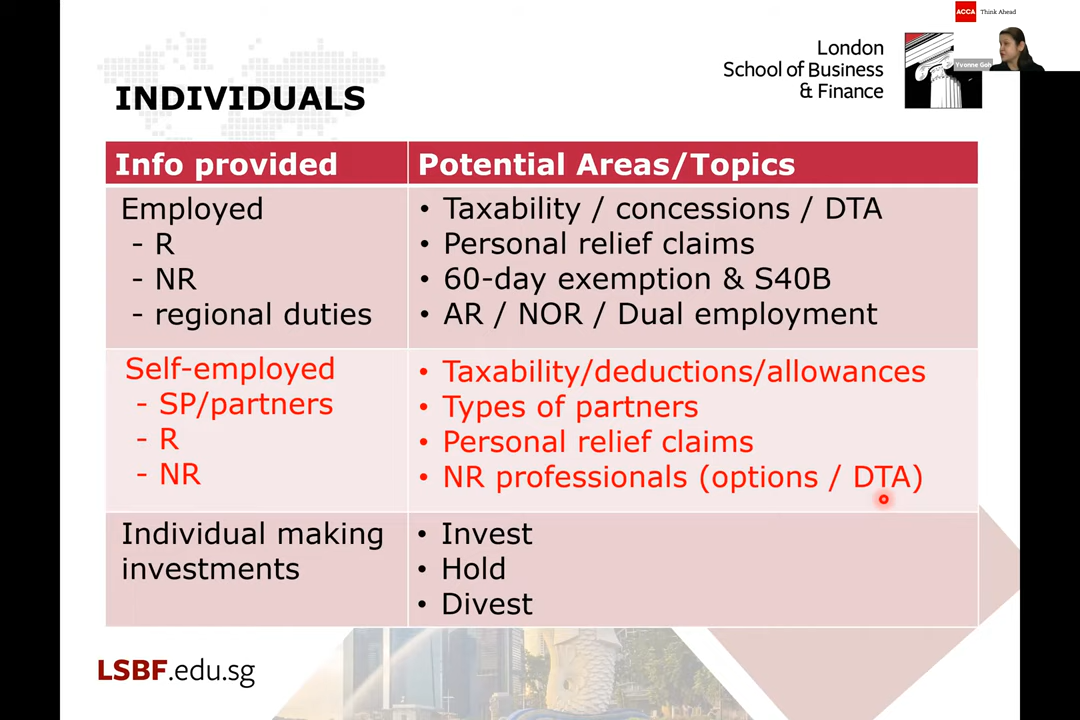 ACCA Think Ahead
London
School of Business
& Finance
Yvonne Goh
INDIVIDUALS
Info provided
Potential Areas/Topics
Employed
- R
- NR
- regional duties
• Taxability / concessions / DTA
• Personal relief claims
• 60-day exemption & S40B
• AR / NOR / Dual employment
Self-employed
- SP/partners
- R
- NR
• Taxability/deductions/allowances
• Types of partners
• Personal relief claims
• NR professionals (options / DTA)
Individual making
investments
• Invest
• Hold
• Divest
LSBF.edu.sg